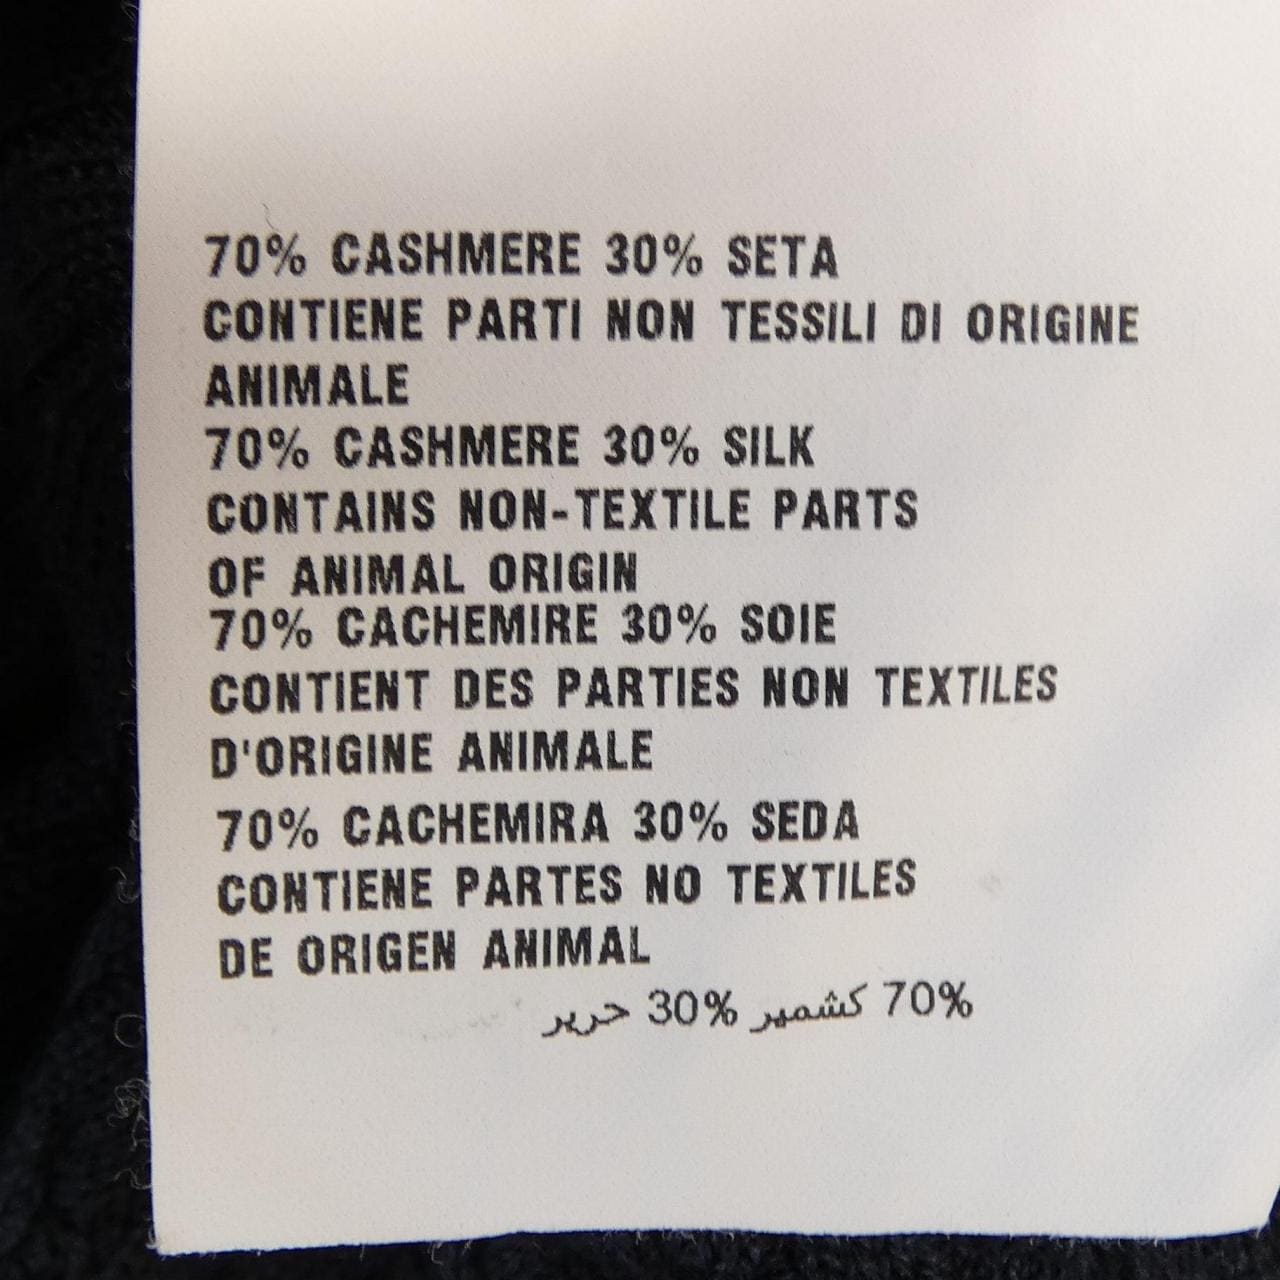 70% CASHMERE 30% SETA
CONTIENE PARTI NON TESSILI DI ORIGINE
ANIMALE
70% CASHMERE 30% SILK
CONTAINS NON-TEXTILE PARTS
OF ANIMAL ORIGIN
70% CACHEMIRE 30% SOIE
CONTIENT DES PARTIES NON TEXTILES
D'ORIGINE ANIMALE
70% CACHEMIRA 30% SEDA
CONTIENE PARTES NO TEXTILES
DE ORIGEN ANIMAL
70% كشمير 30% حرير